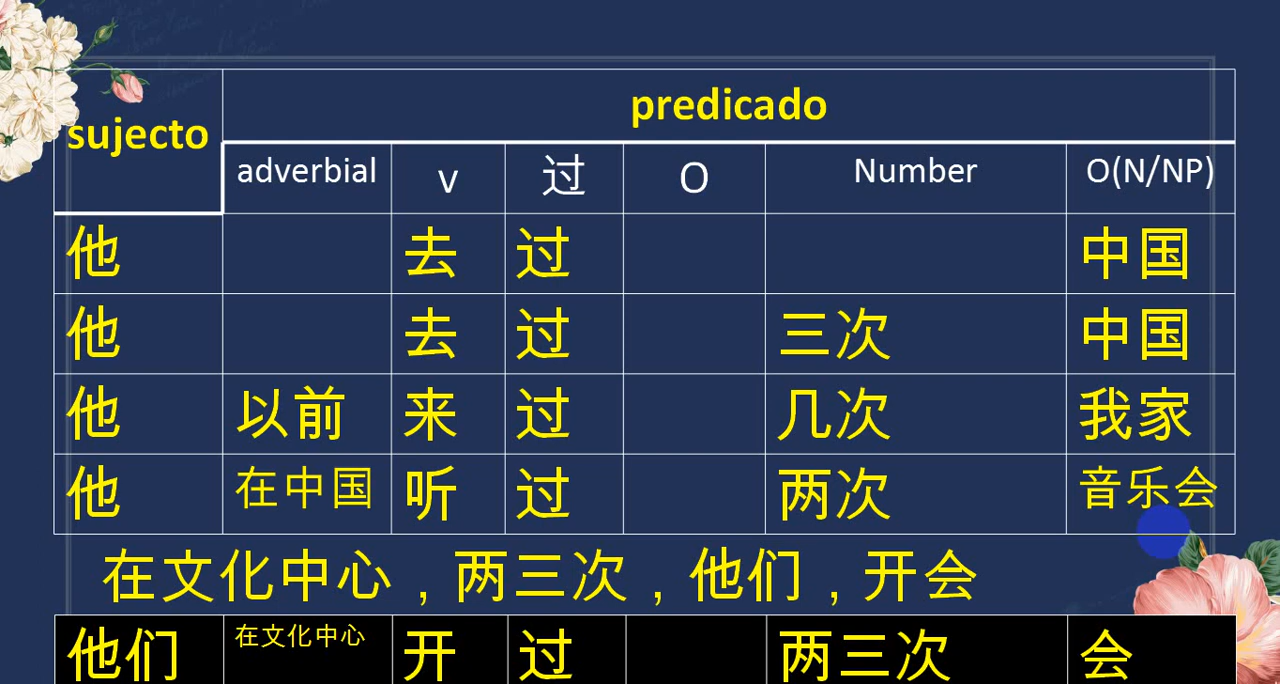 predicado
sujecto
adverbial v 过 O Number O(N/NP)
他 去 过 中国
他 去 过 三次 中国
他 以前 来 过 几次 我家
他 在中国 听 过 两次 音乐会
在文化中心，两三次，他们，开会
他们 在文化中心 开 过 两三次 会